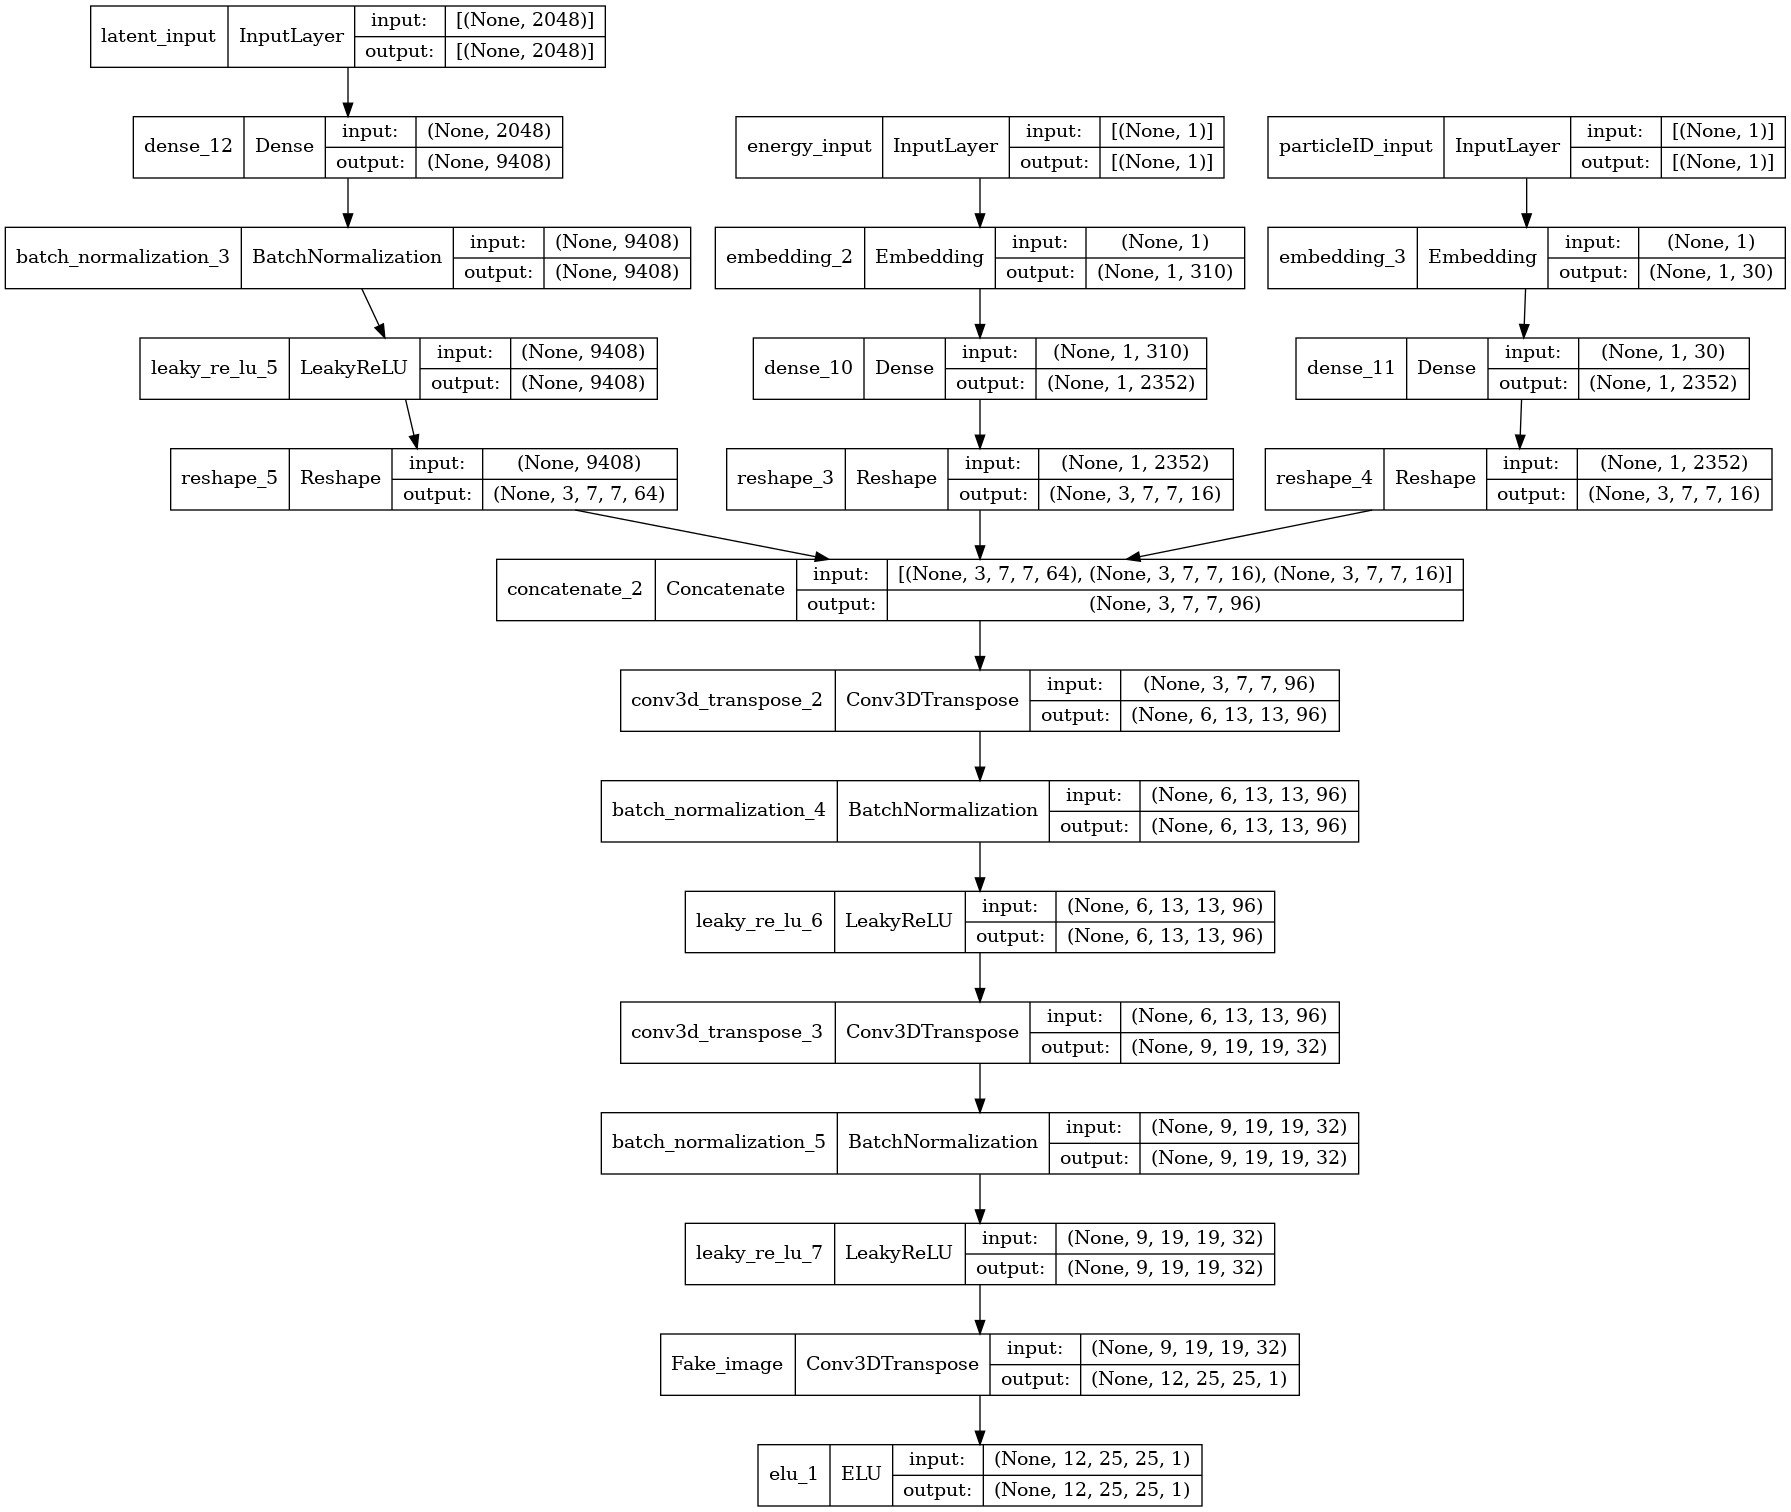 latent_input InputLayer input: [(None, 2048)]
output: [(None, 2048)]
dense_12 Dense input: (None, 2048)
output: (None, 9408)
energy_input InputLayer input: [(None, 1)]
output: [(None, 1)]
particleID_input InputLayer input: [(None, 1)]
output: [(None, 1)]
batch_normalization_3 BatchNormalization input: (None, 9408)
output: (None, 9408)
embedding_2 Embedding input: (None, 1)
output: (None, 1, 310)
embedding_3 Embedding input: (None, 1)
output: (None, 1, 30)
leaky_re_lu_5 LeakyReLU input: (None, 9408)
output: (None, 9408)
dense_10 Dense input: (None, 1, 310)
output: (None, 1, 2352)
dense_11 Dense input: (None, 1, 30)
output: (None, 1, 2352)
reshape_5 Reshape input: (None, 9408)
output: (None, 3, 7, 7, 64)
reshape_3 Reshape input: (None, 1, 2352)
output: (None, 3, 7, 7, 16)
reshape_4 Reshape input: (None, 1, 2352)
output: (None, 3, 7, 7, 16)
concatenate_2 Concatenate input: [(None, 3, 7, 7, 64), (None, 3, 7, 7, 16), (None, 3, 7, 7, 16)]
output: (None, 3, 7, 7, 96)
conv3d_transpose_2 Conv3DTranspose input: (None, 3, 7, 7, 96)
output: (None, 6, 13, 13, 96)
batch_normalization_4 BatchNormalization input: (None, 6, 13, 13, 96)
output: (None, 6, 13, 13, 96)
leaky_re_lu_6 LeakyReLU input: (None, 6, 13, 13, 96)
output: (None, 6, 13, 13, 96)
conv3d_transpose_3 Conv3DTranspose input: (None, 6, 13, 13, 96)
output: (None, 9, 19, 19, 32)
batch_normalization_5 BatchNormalization input: (None, 9, 19, 19, 32)
output: (None, 9, 19, 19, 32)
leaky_re_lu_7 LeakyReLU input: (None, 9, 19, 19, 32)
output: (None, 9, 19, 19, 32)
Fake_image Conv3DTranspose input: (None, 9, 19, 19, 32)
output: (None, 12, 25, 25, 1)
elu_1 ELU input: (None, 12, 25, 25, 1)
output: (None, 12, 25, 25, 1)